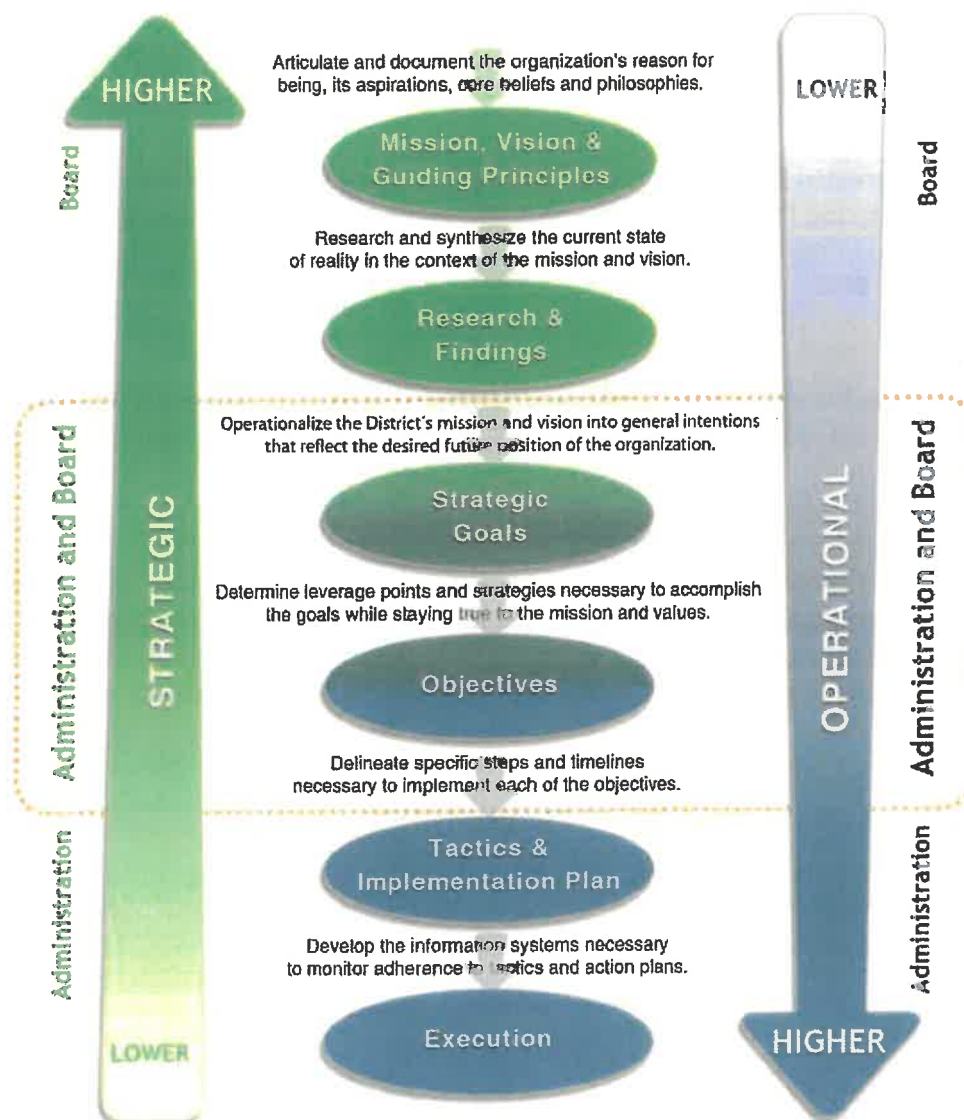 Articulate and document the organization's reason for
being, its aspirations, core beliefs and philosophies.
HIGHER
LOWER
Board
Mission, Vision &
Guiding Principles
Board
Research and synthesize the current state
of reality in the context of the mission and vision.
Research &
Findings
Operationalize the District's mission and vision into general intentions
that reflect the desired future position of the organization.
Administration and Board
STRATEGIC
Strategic
Goals
OPERATIONAL
Administration and Board
Determine leverage points and strategies necessary to accomplish
the goals while staying true to the mission and values.
Objectives
Delineate specific steps and timelines
necessary to implement each of the objectives.
Administration
Tactics &
Implementation Plan
Administration
Develop the information systems necessary
to monitor adherence to tactics and action plans.
Execution
LOWER
HIGHER